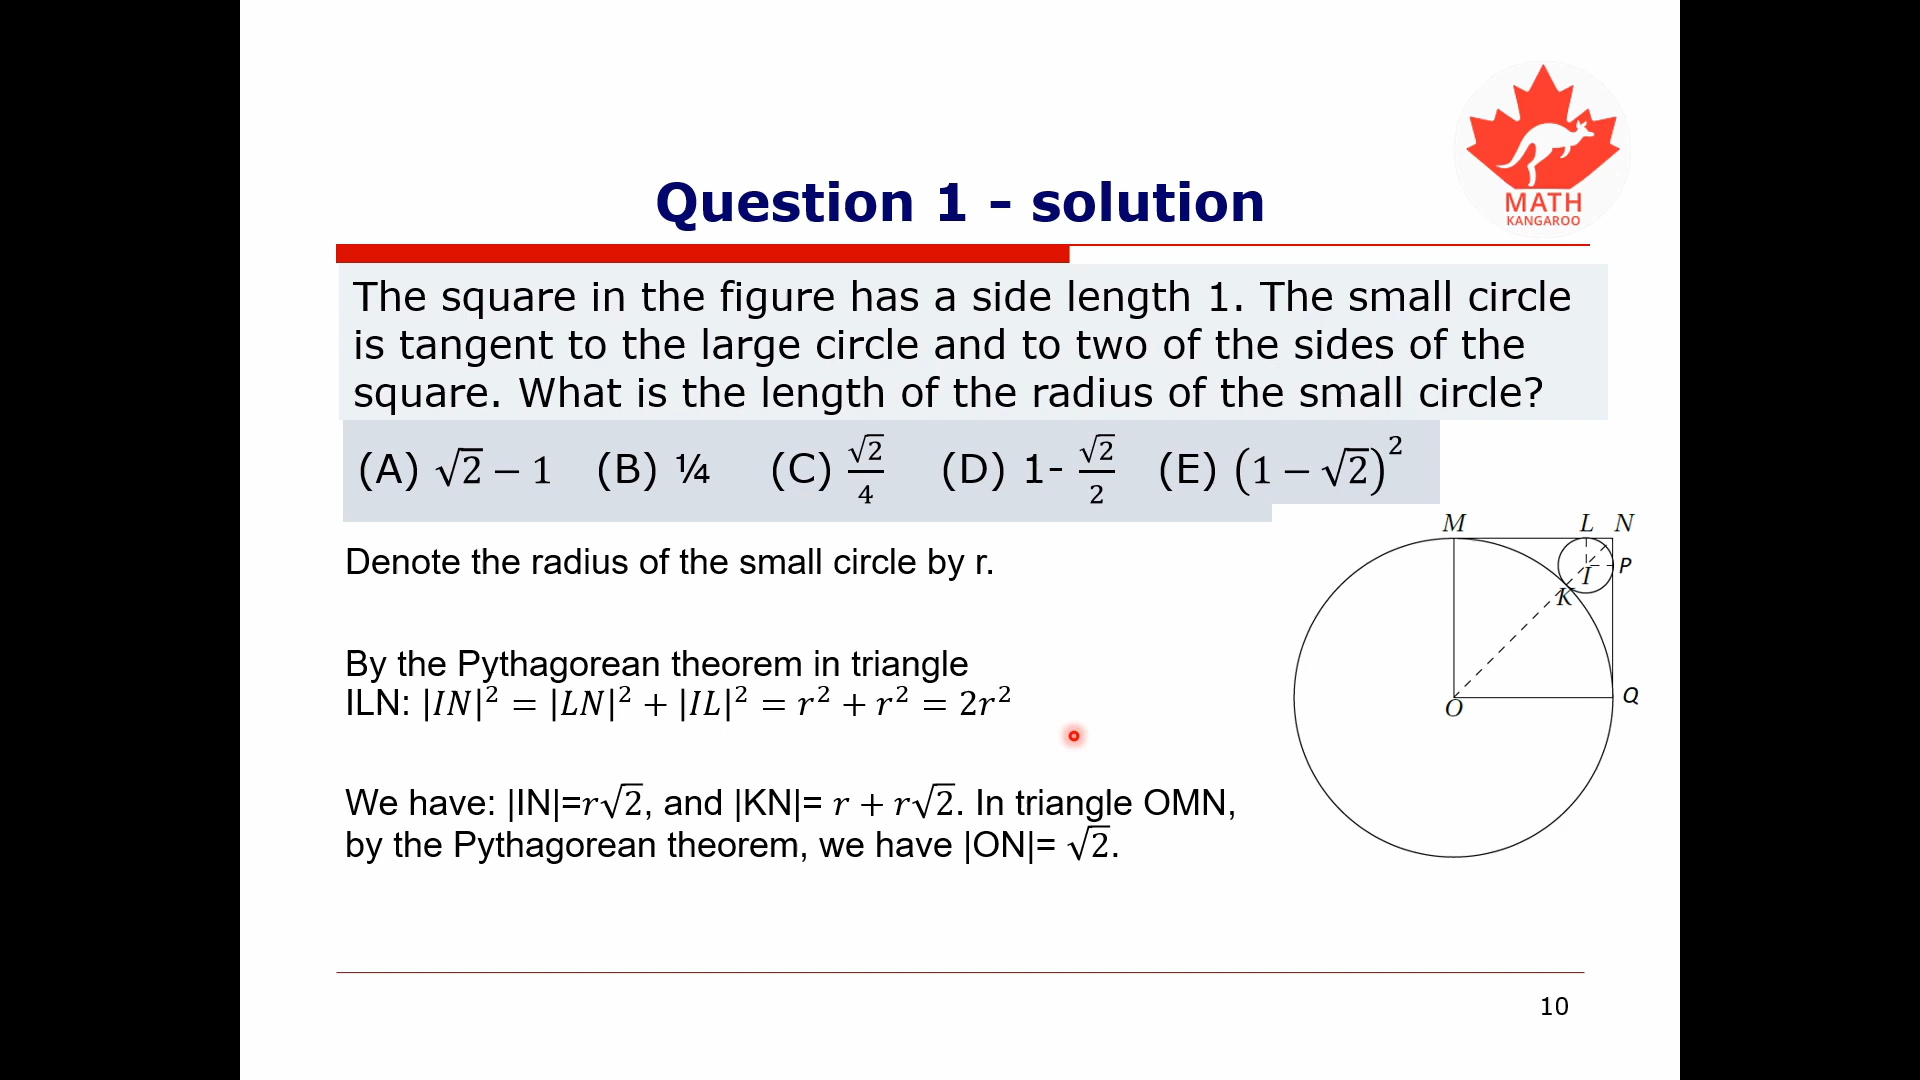 MATH
KANGAROO
Question 1 - solution
The square in the figure has a side length 1. The small circle
is tangent to the large circle and to two of the sides of the
square. What is the length of the radius of the small circle?
(A) √2 − 1 (B) ¼ (C) √2/4 (D) 1- √2/2 (E) (1 − √2)²
M L N
Denote the radius of the small circle by r.
P
I
K
By the Pythagorean theorem in triangle
ILN: |IN|² = |LN|² + |IL|² = r² + r² = 2r²
Q
O
We have: |IN|=r√2, and |KN|= r + r√2. In triangle OMN,
by the Pythagorean theorem, we have |ON|= √2.
10